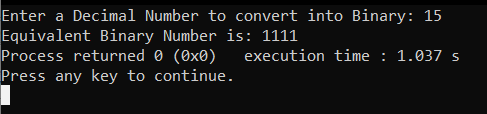 Enter a Decimal Number to convert into Binary: 15
Equivalent Binary Number is: 1111
Process returned 0 (0x0)   execution time : 1.037 s
Press any key to continue.